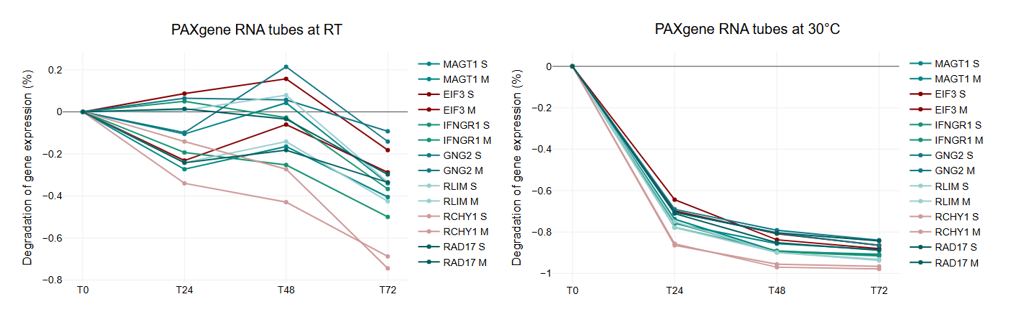 PAXgene RNA tubes at RT
Degradation of gene expression (%)
0.2
0
−0.2
−0.4
−0.6
−0.8
T0
T24
T48
T72
MAGT1 S
MAGT1 M
EIF3 S
EIF3 M
IFNGR1 S
IFNGR1 M
GNG2 S
GNG2 M
RLIM S
RLIM M
RCHY1 S
RCHY1 M
RAD17 S
RAD17 M
PAXgene RNA tubes at 30°C
Degradation of gene expression (%)
0
−0.2
−0.4
−0.6
−0.8
−1
T0
T24
T48
T72
MAGT1 S
MAGT1 M
EIF3 S
EIF3 M
IFNGR1 S
IFNGR1 M
GNG2 S
GNG2 M
RLIM S
RLIM M
RCHY1 S
RCHY1 M
RAD17 S
RAD17 M